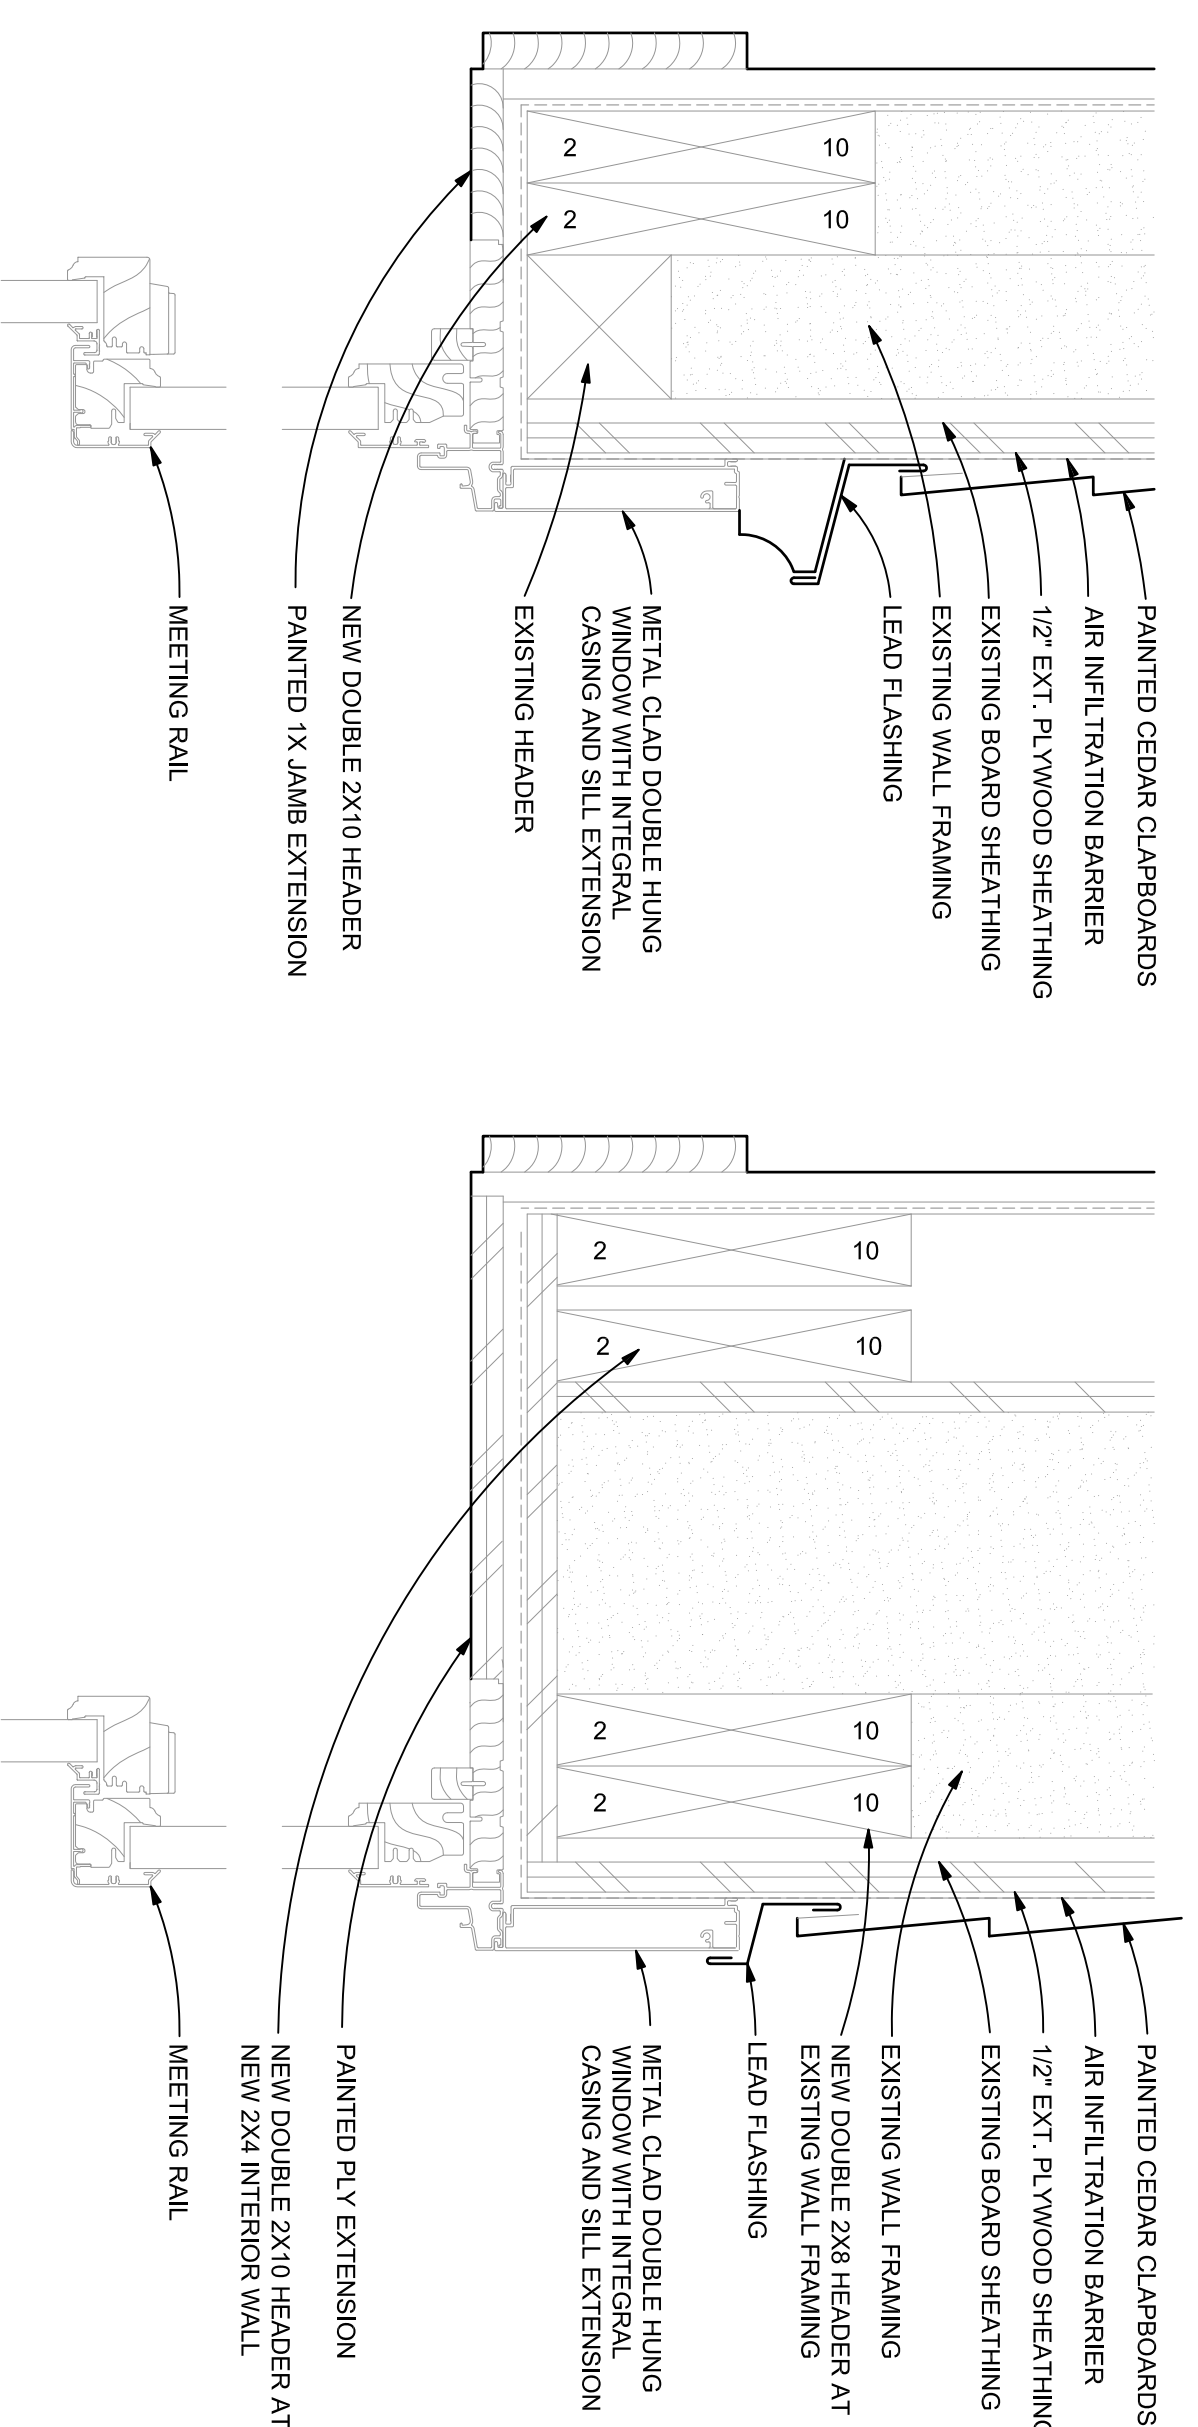 PAINTED CEDAR CLAPBOARDS
AIR INFILTRATION BARRIER
1/2" EXT. PLYWOOD SHEATHING
EXISTING BOARD SHEATHING
EXISTING WALL FRAMING
LEAD FLASHING
METAL CLAD DOUBLE HUNG
WINDOW WITH INTEGRAL
CASING AND SILL EXTENSION
EXISTING HEADER
NEW DOUBLE 2X10 HEADER
PAINTED 1X JAMB EXTENSION
MEETING RAIL
2
10
2
10
PAINTED CEDAR CLAPBOARDS
AIR INFILTRATION BARRIER
1/2" EXT. PLYWOOD SHEATHING
EXISTING BOARD SHEATHING
EXISTING WALL FRAMING
NEW DOUBLE 2X8 HEADER AT
EXISTING WALL FRAMING
LEAD FLASHING
METAL CLAD DOUBLE HUNG
WINDOW WITH INTEGRAL
CASING AND SILL EXTENSION
PAINTED PLY EXTENSION
NEW DOUBLE 2X10 HEADER AT
NEW 2X4 INTERIOR WALL
MEETING RAIL
2
10
2
10
2
10
2
10